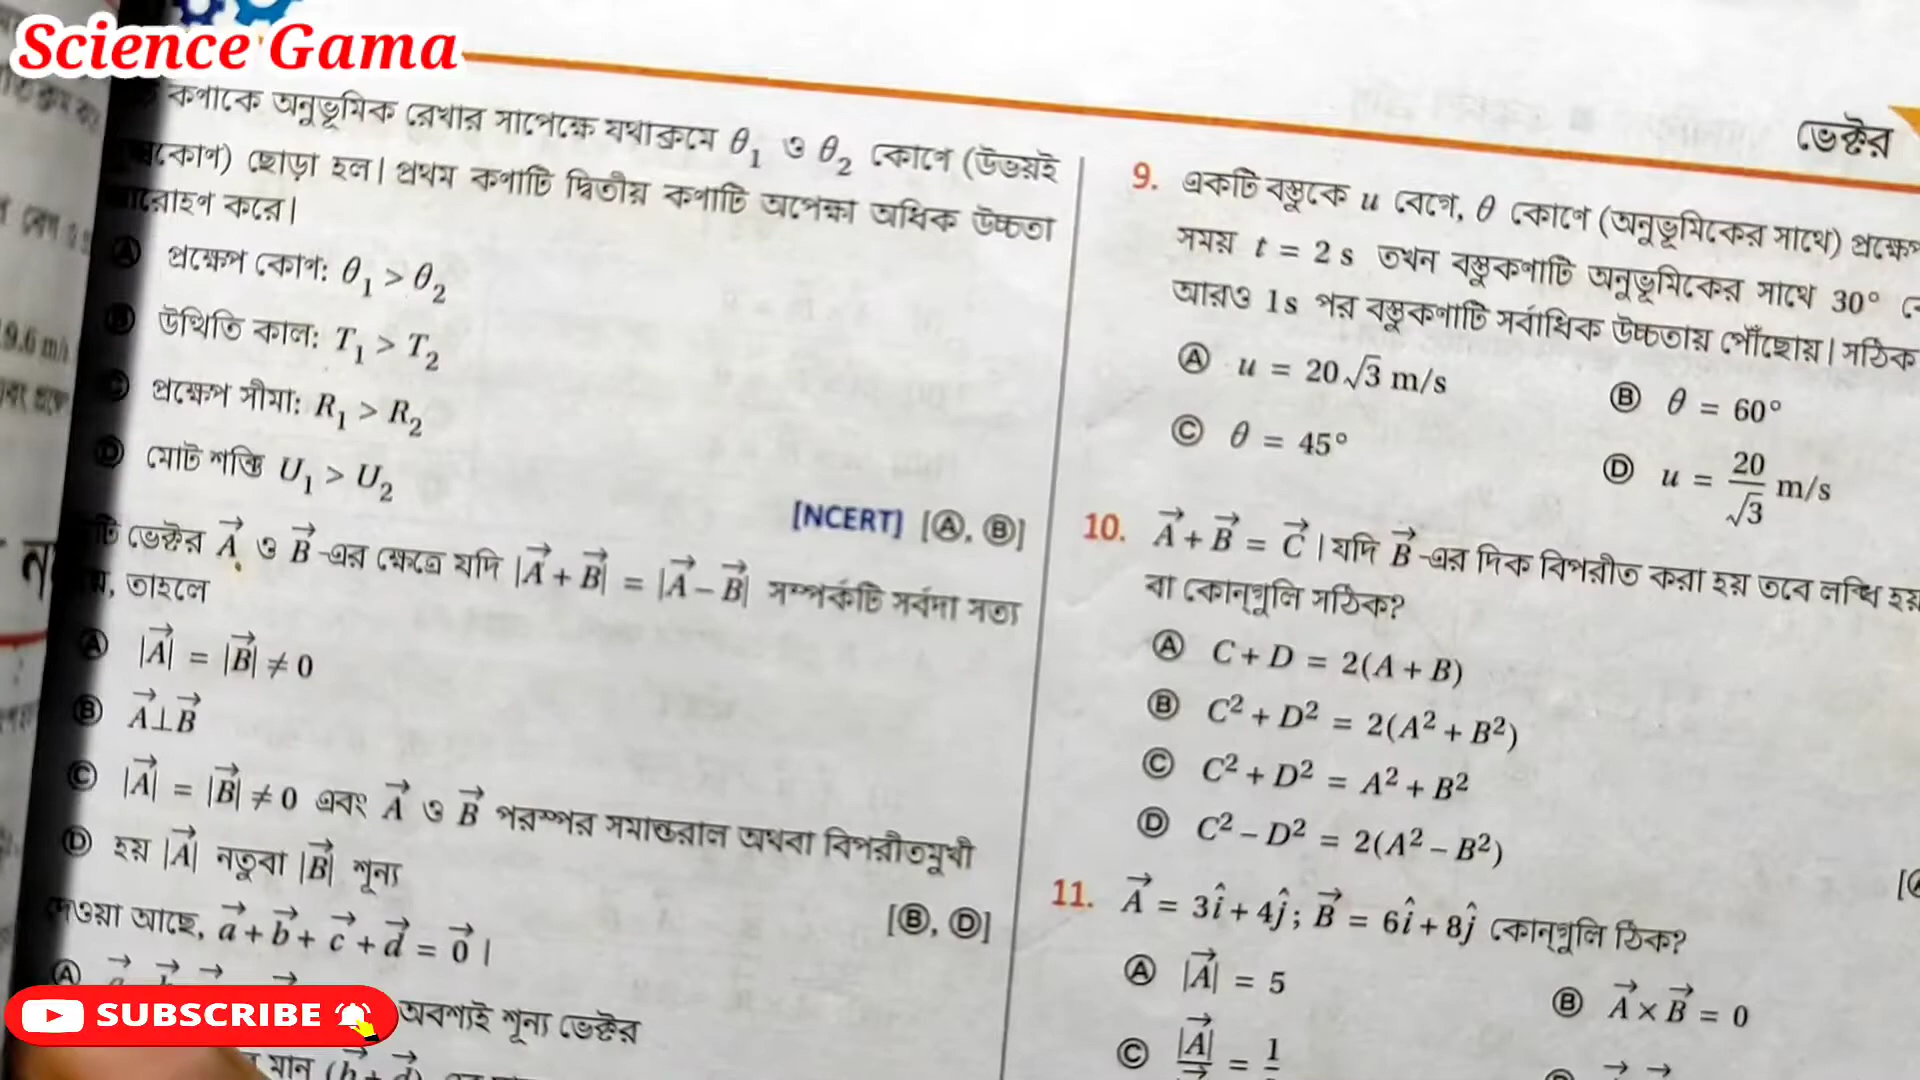 Science Gama
ভেক্টর
কণাকে অনুভূমিক রেখার সাপেক্ষে যথাক্রমে θ₁ ও θ₂ কোণে (উভয়ই
কোণ) ছোড়া হল। প্রথম কণাটি দ্বিতীয় কণাটি অপেক্ষা অধিক উচ্চতা
রোহণ করে।
Ⓐ প্রক্ষেপ কোণ: θ₁ > θ₂
Ⓑ উত্থিতি কাল: T₁ > T₂
Ⓒ প্রক্ষেপ সীমা: R₁ > R₂
Ⓓ মোট শক্তি U₁ > U₂
[NCERT] [Ⓐ, Ⓑ]
টি ভেক্টর A⃗ ও B⃗-এর ক্ষেত্রে যদি |A⃗ + B⃗| = |A⃗ – B⃗| সম্পর্কটি সর্বদা সত্য
তাহলে
Ⓐ |A⃗| = |B⃗| ≠ 0
Ⓑ A⃗⊥B⃗
Ⓒ |A⃗| = |B⃗| ≠ 0 এবং A⃗ ও B⃗ পরস্পর সমান্তরাল অথবা বিপরীতমুখী
Ⓓ হয় |A⃗| নতুবা |B⃗| শূন্য
[Ⓑ, Ⓓ]
দেওয়া আছে, a⃗ + b⃗ + c⃗ + d⃗ = 0⃗ ।
Ⓐ অবশ্যই শূন্য ভেক্টর
SUBSCRIBE
মান (b⃗ + d⃗)
9. একটি বস্তুকে u বেগে, θ কোণে (অনুভূমিকের সাথে) প্রক্ষেপ
সময় t = 2 s তখন বস্তুকণাটি অনুভূমিকের সাথে 30°
আরও 1s পর বস্তুকণাটি সর্বাধিক উচ্চতায় পৌঁছোয়। সঠিক
Ⓐ u = 20√3 m/s Ⓑ θ = 60°
Ⓒ θ = 45° Ⓓ u = 20/√3 m/s
10. A⃗ + B⃗ = C⃗ । যদি B⃗-এর দিক বিপরীত করা হয় তবে লব্ধি হয়
বা কোন্‌গুলি সঠিক?
Ⓐ C + D = 2(A + B)
Ⓑ C² + D² = 2(A² + B²)
Ⓒ C² + D² = A² + B²
Ⓓ C² – D² = 2(A² – B²)
11. A⃗ = 3î + 4ĵ ; B⃗ = 6î + 8ĵ কোন্‌গুলি ঠিক?
Ⓐ |A⃗| = 5 Ⓑ A⃗ × B⃗ = 0
Ⓒ |A⃗| = 1